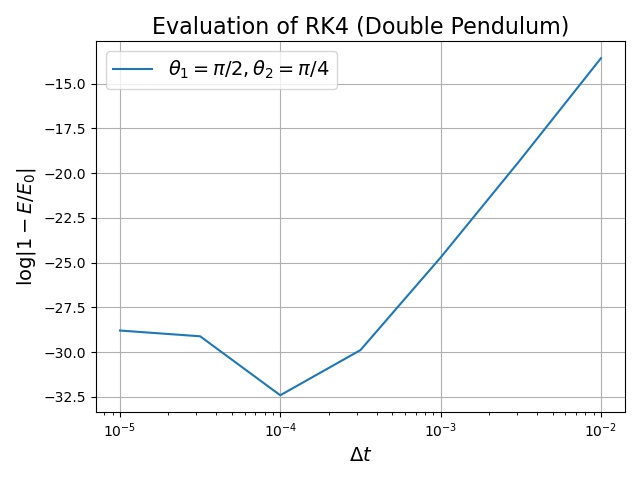 Evaluation of RK4 (Double Pendulum)
θ₁ = π/2, θ₂ = π/4
log|1 − E/E₀|
−15.0
−17.5
−20.0
−22.5
−25.0
−27.5
−30.0
−32.5
10⁻⁵ 10⁻⁴ 10⁻³ 10⁻²
Δt